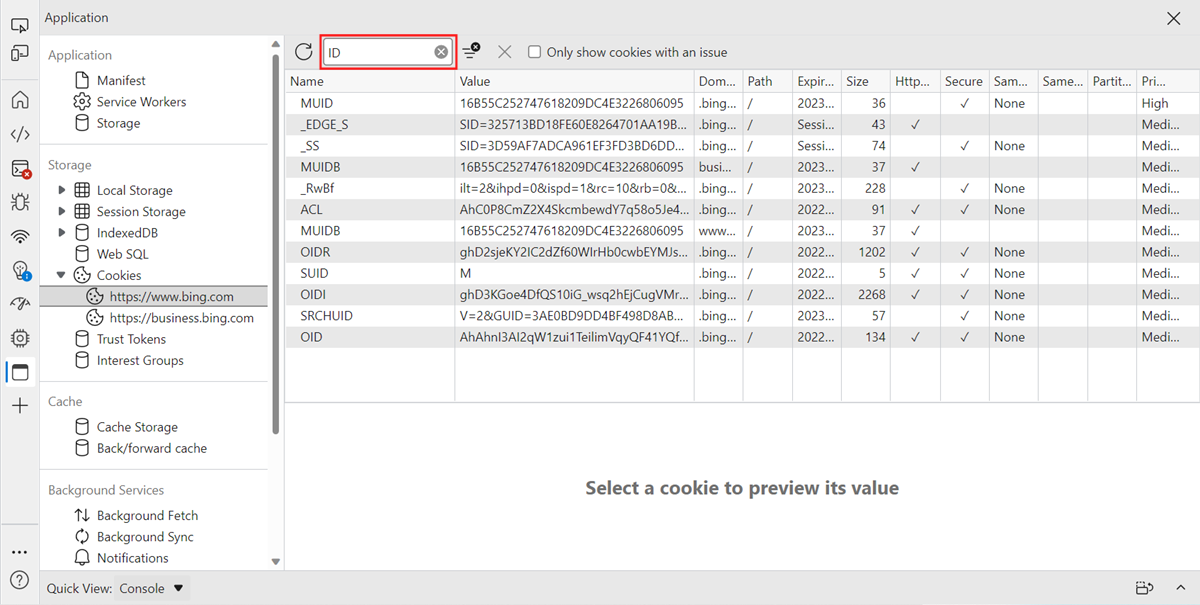 Application
Application
Manifest
Service Workers
Storage
Storage
Local Storage
Session Storage
IndexedDB
Web SQL
Cookies
https://www.bing.com
https://business.bing.com
Trust Tokens
Interest Groups
Cache
Cache Storage
Back/forward cache
Background Services
Background Fetch
Background Sync
Notifications
ID Only show cookies with an issue
Name Value Dom... Path Expir... Size Http... Secure Sam... Same... Partit... Pri...
MUID 16B55C252747618209DC4E3226806095 .bing... / 2023... 36 ✓ None High
_EDGE_S SID=325713BD18FE60E8264701AA19B... .bing... / Sessi... 43 ✓ Medi...
_SS SID=3D59AF7ADCA961EF3FD3BD6DD... .bing... / Sessi... 74 ✓ None Medi...
MUIDB 16B55C252747618209DC4E3226806095 busi... / 2023... 37 ✓ Medi...
_RwBf ilt=2&ihpd=0&ispd=1&rc=10&rb=0&... .bing... / 2023... 228 ✓ None Medi...
ACL AhC0P8CmZ2X4SkcmbewdY7q58o5Je4... .bing... / 2022... 91 ✓ ✓ None Medi...
MUIDB 16B55C252747618209DC4E3226806095 www... / 2023... 37 ✓ Medi...
OIDR ghD2sjeKY2IC2dZf60WIrHb0cwbEYMJs... .bing... / 2022... 1202 ✓ ✓ None Medi...
SUID M .bing... / 2022... 5 ✓ ✓ None Medi...
OIDI ghD3KGoe4DfQS10iG_wsq2hEjCugVMr... .bing... / 2022... 2268 ✓ ✓ None Medi...
SRCHUID V=2&GUID=3AE0BD9DD4BF498D8AB... .bing... / 2023... 57 ✓ None Medi...
OID AhAhnI3AI2qW1zui1TeilimVqyQF41YQf... .bing... / 2022... 134 ✓ ✓ None Medi...
Select a cookie to preview its value
Quick View: Console